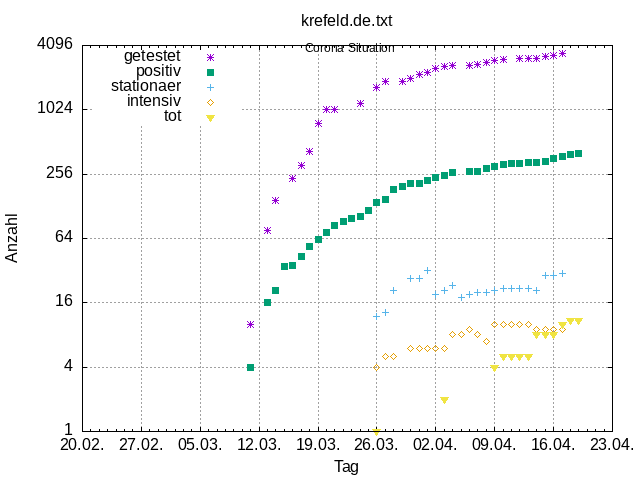 krefeld.de.txt
Corona Situation
4096
1024
256
64
16
4
1
Anzahl
getestet
positiv
stationaer
intensiv
tot
20.02. 27.02. 05.03. 12.03. 19.03. 26.03. 02.04. 09.04. 16.04. 23.04.
Tag